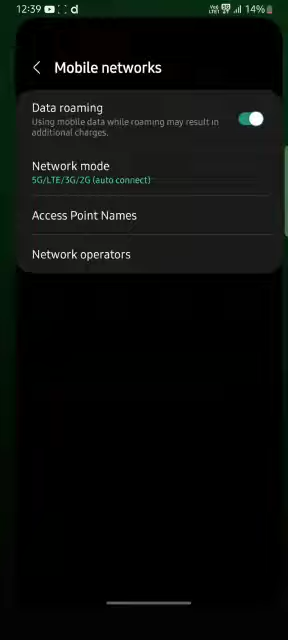 12:39 14%
Mobile networks
Data roaming
Using mobile data while roaming may result in
additional charges.
Network mode
5G/LTE/3G/2G (auto connect)
Access Point Names
Network operators